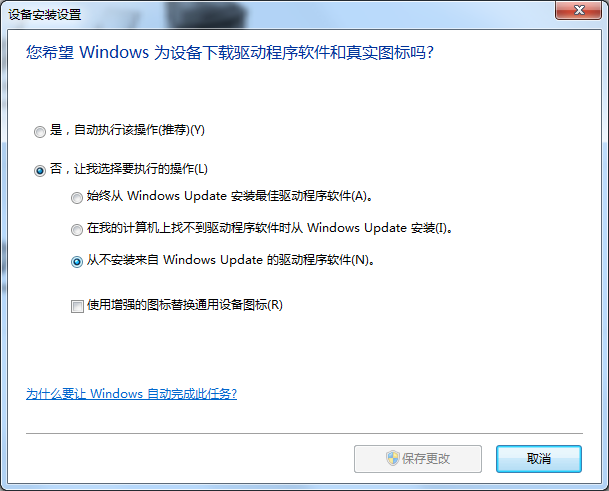 设备安装设置
您希望 Windows 为设备下载驱动程序软件和真实图标吗?
是，自动执行该操作(推荐)(Y)
否，让我选择要执行的操作(L)
始终从 Windows Update 安装最佳驱动程序软件(A)。
在我的计算机上找不到驱动程序软件时从 Windows Update 安装(I)。
从不安装来自 Windows Update 的驱动程序软件(N)。
使用增强的图标替换通用设备图标(R)
为什么要让 Windows 自动完成此任务?
保存更改
取消